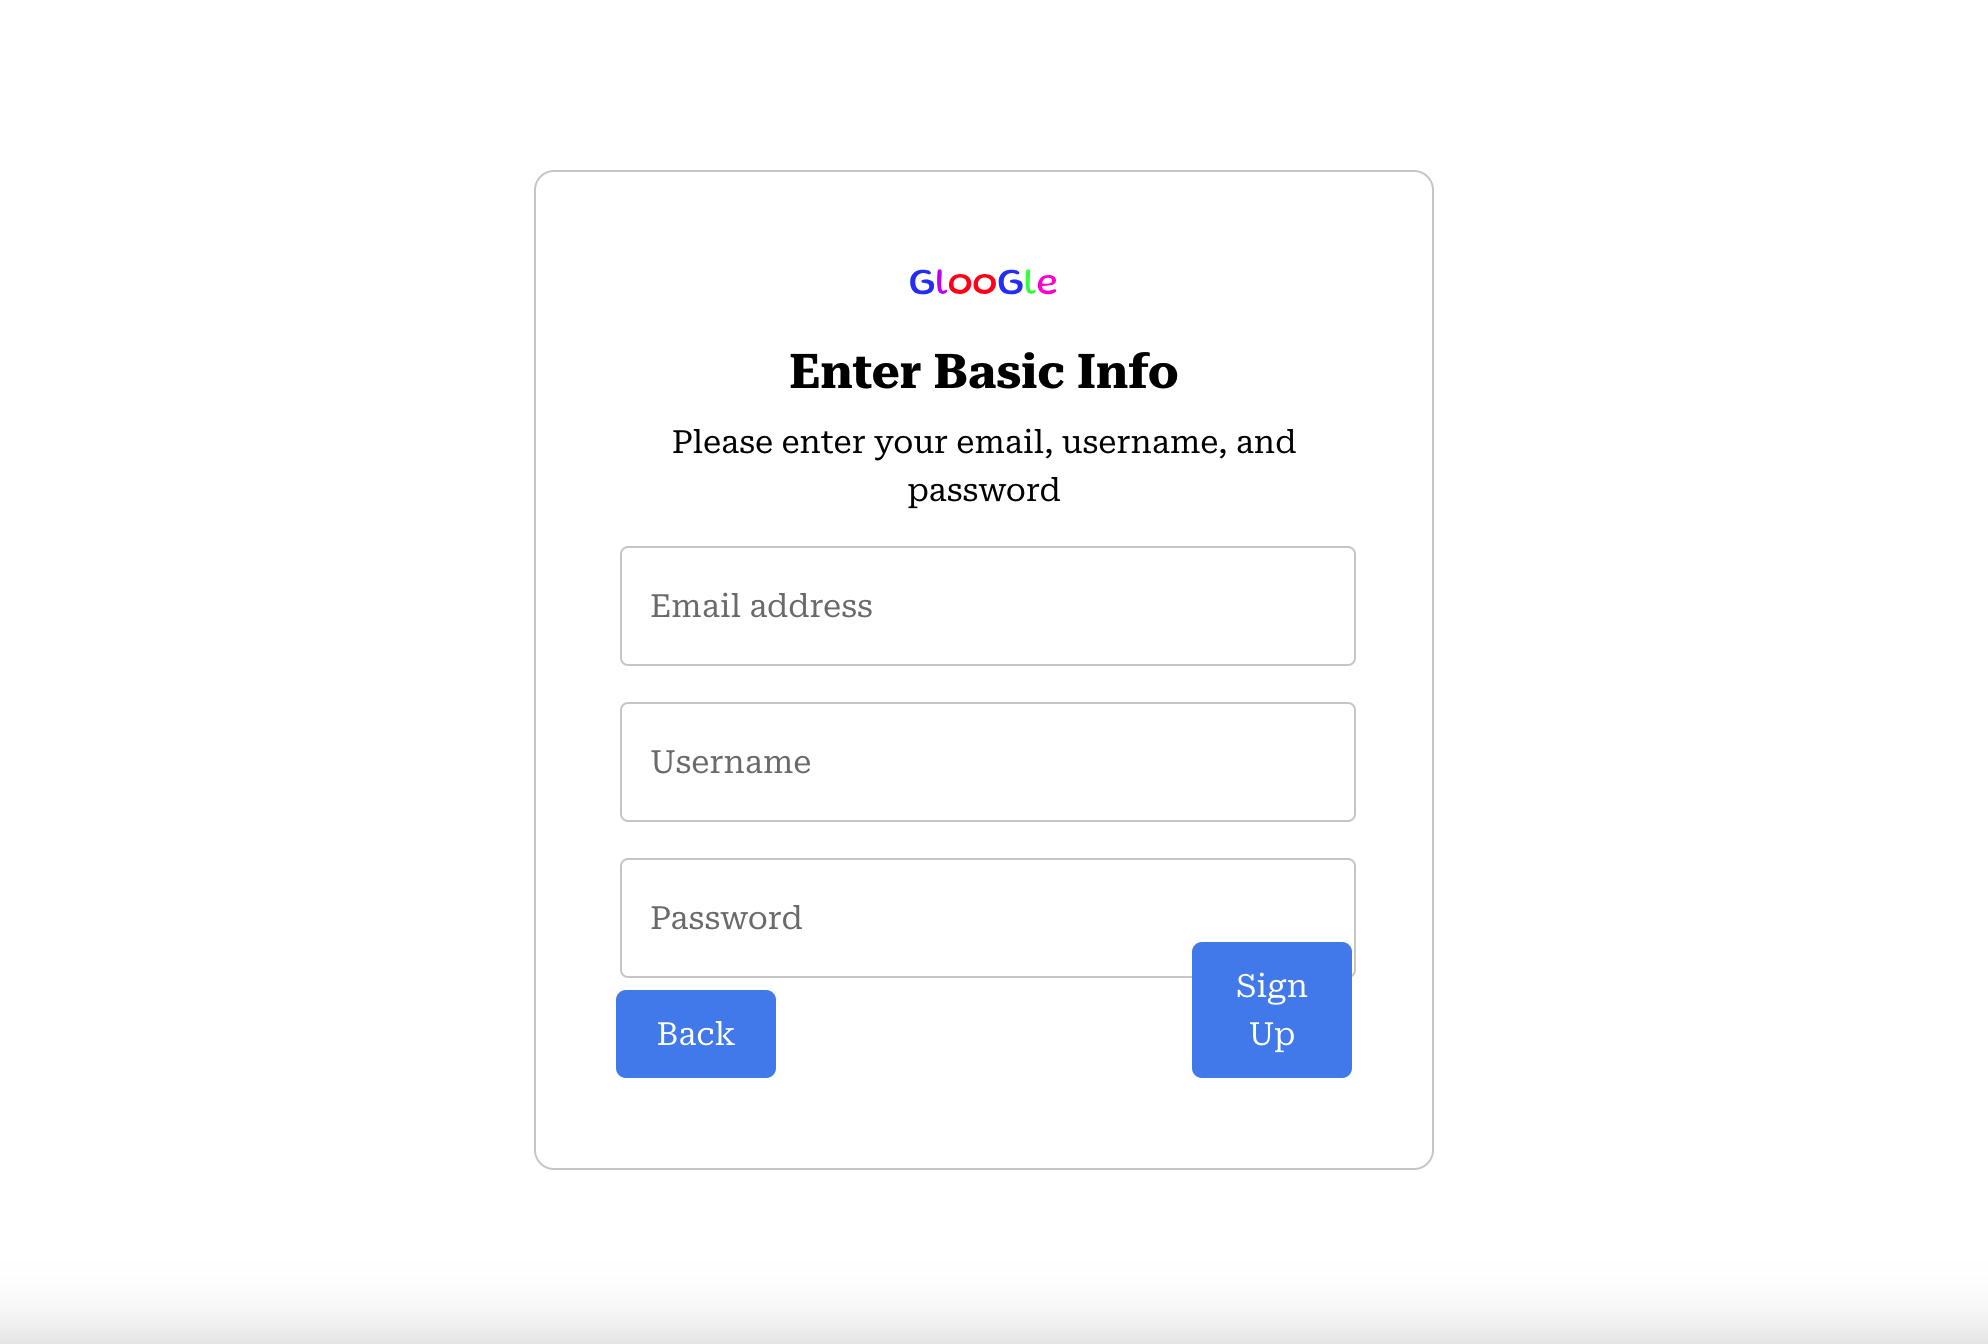 GlooGle
Enter Basic Info
Please enter your email, username, and
password
Email address
Username
Password
Sign
Up
Back